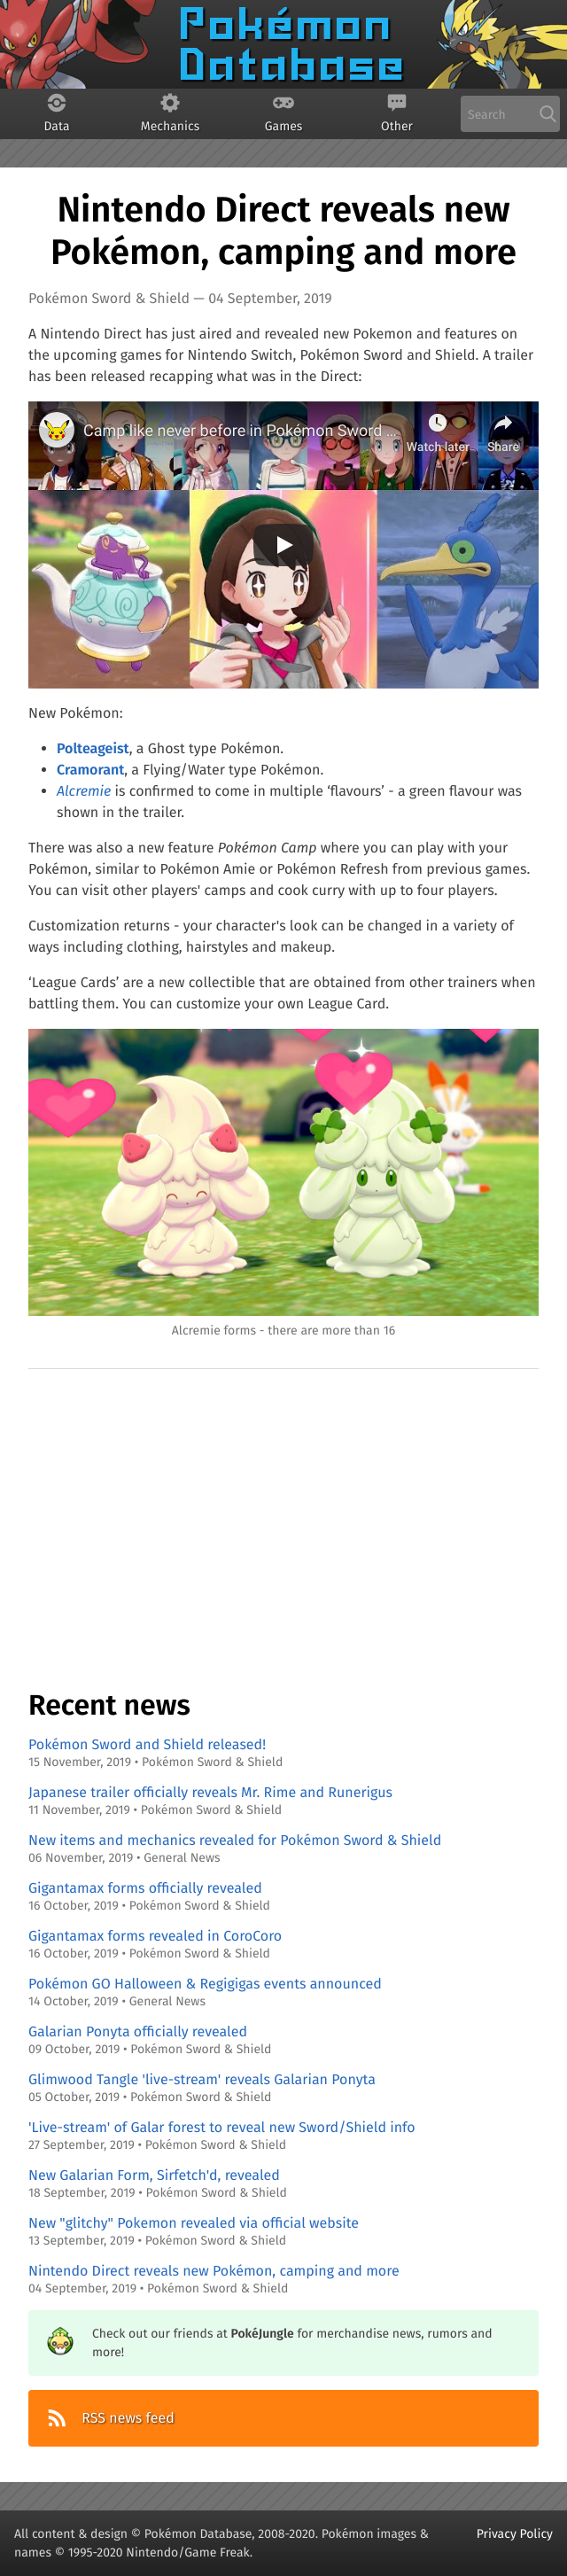 Pokémon
Database
Data
Mechanics
Games
Other
Search
Nintendo Direct reveals new
Pokémon, camping and more
Pokémon Sword & Shield — 04 September, 2019
A Nintendo Direct has just aired and revealed new Pokemon and features on
the upcoming games for Nintendo Switch, Pokémon Sword and Shield. A trailer
has been released recapping what was in the Direct:
Camp like never before in Pokémon Sword ...
Watch later
Share
New Pokémon:
• Polteageist, a Ghost type Pokémon.
• Cramorant, a Flying/Water type Pokémon.
• Alcremie is confirmed to come in multiple ‘flavours’ - a green flavour was
shown in the trailer.
There was also a new feature Pokémon Camp where you can play with your
Pokémon, similar to Pokémon Amie or Pokémon Refresh from previous games.
You can visit other players' camps and cook curry with up to four players.
Customization returns - your character's look can be changed in a variety of
ways including clothing, hairstyles and makeup.
‘League Cards’ are a new collectible that are obtained from other trainers when
battling them. You can customize your own League Card.
Alcremie forms - there are more than 16
Recent news
Pokémon Sword and Shield released!
15 November, 2019 • Pokémon Sword & Shield
Japanese trailer officially reveals Mr. Rime and Runerigus
11 November, 2019 • Pokémon Sword & Shield
New items and mechanics revealed for Pokémon Sword & Shield
06 November, 2019 • General News
Gigantamax forms officially revealed
16 October, 2019 • Pokémon Sword & Shield
Gigantamax forms revealed in CoroCoro
16 October, 2019 • Pokémon Sword & Shield
Pokémon GO Halloween & Regigigas events announced
14 October, 2019 • General News
Galarian Ponyta officially revealed
09 October, 2019 • Pokémon Sword & Shield
Glimwood Tangle 'live-stream' reveals Galarian Ponyta
05 October, 2019 • Pokémon Sword & Shield
'Live-stream' of Galar forest to reveal new Sword/Shield info
27 September, 2019 • Pokémon Sword & Shield
New Galarian Form, Sirfetch'd, revealed
18 September, 2019 • Pokémon Sword & Shield
New "glitchy" Pokemon revealed via official website
13 September, 2019 • Pokémon Sword & Shield
Nintendo Direct reveals new Pokémon, camping and more
04 September, 2019 • Pokémon Sword & Shield
Check out our friends at PokéJungle for merchandise news, rumors and
more!
RSS news feed
All content & design © Pokémon Database, 2008-2020. Pokémon images &
names © 1995-2020 Nintendo/Game Freak.
Privacy Policy